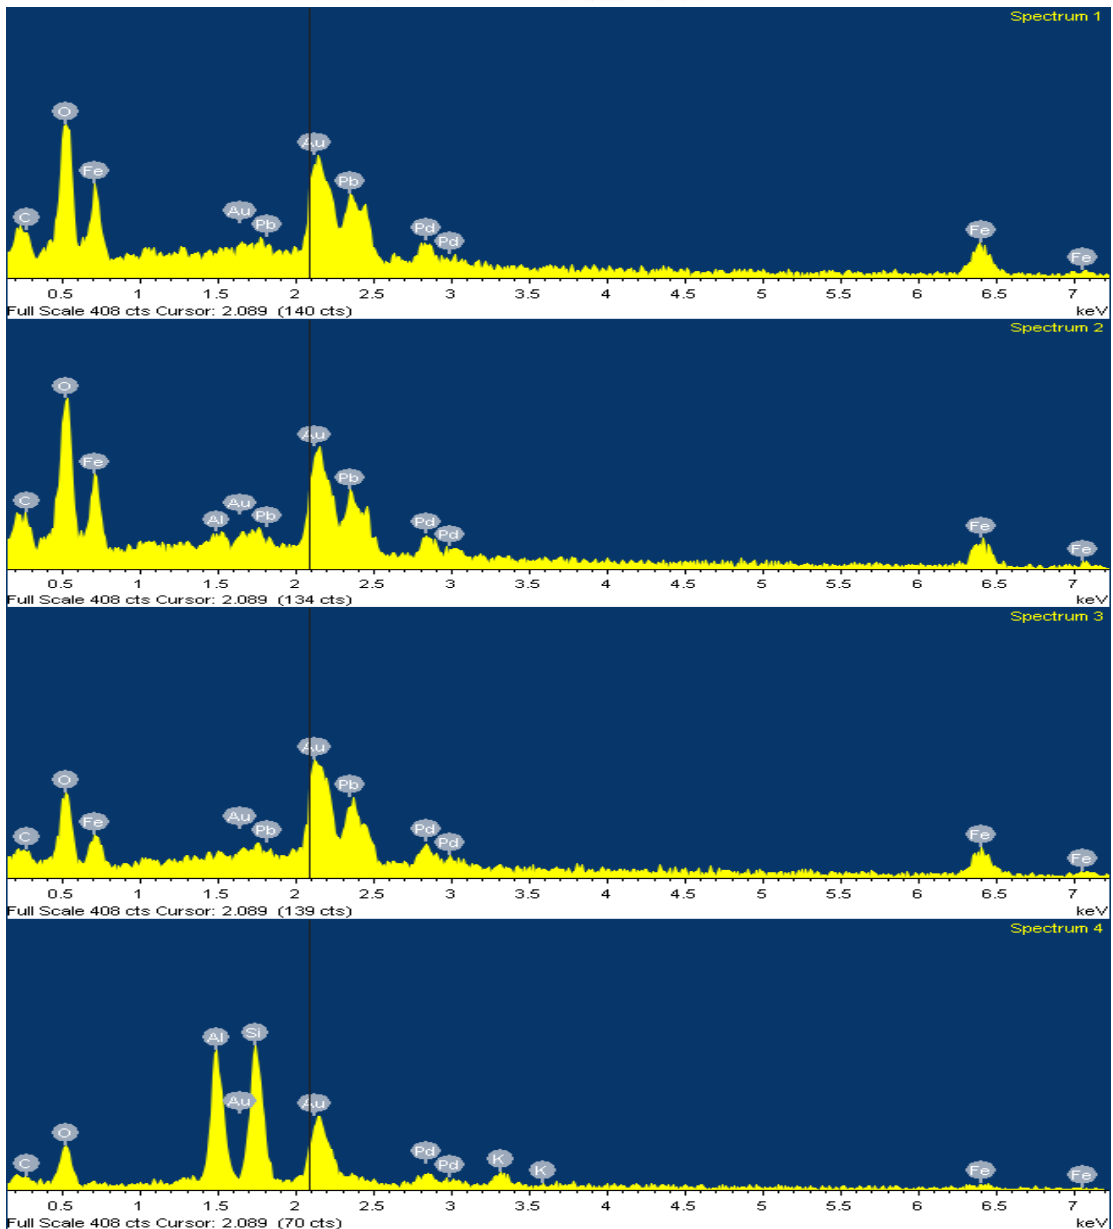 Spectrum 1
O
Au
Fe
Pb
C Au Pb Pd Pd Fe Fe
0.5 1 1.5 2 2.5 3 3.5 4 4.5 5 5.5 6 6.5 7
Full Scale 408 cts Cursor: 2.089 (140 cts) keV
Spectrum 2
O
Au
Fe
Pb
C Al Au Pb Pd Pd Fe Fe
0.5 1 1.5 2 2.5 3 3.5 4 4.5 5 5.5 6 6.5 7
Full Scale 408 cts Cursor: 2.089 (134 cts) keV
Spectrum 3
Au
O Pb
C Fe Au Pb Pd Pd Fe Fe
0.5 1 1.5 2 2.5 3 3.5 4 4.5 5 5.5 6 6.5 7
Full Scale 408 cts Cursor: 2.089 (139 cts) keV
Spectrum 4
Al Si
Au Au
C O Pd Pd K K Fe Fe
0.5 1 1.5 2 2.5 3 3.5 4 4.5 5 5.5 6 6.5 7
Full Scale 408 cts Cursor: 2.089 (70 cts) keV